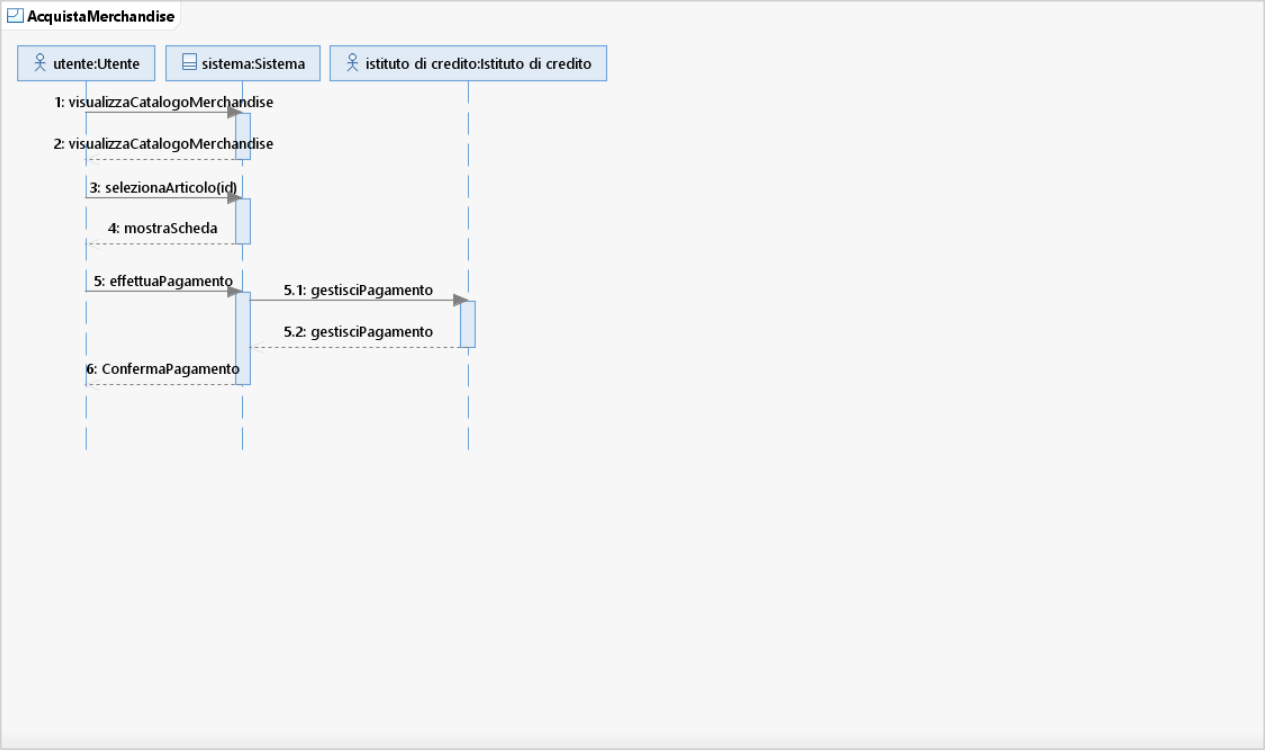 AcquistaMerchandise
utente:Utente
sistema:Sistema
istituto di credito:Istituto di credito
1: visualizzaCatalogoMerchandise
2: visualizzaCatalogoMerchandise
3: selezionaArticolo(id)
4: mostraScheda
5: effettuaPagamento
5.1: gestisciPagamento
5.2: gestisciPagamento
6: ConfermaPagamento